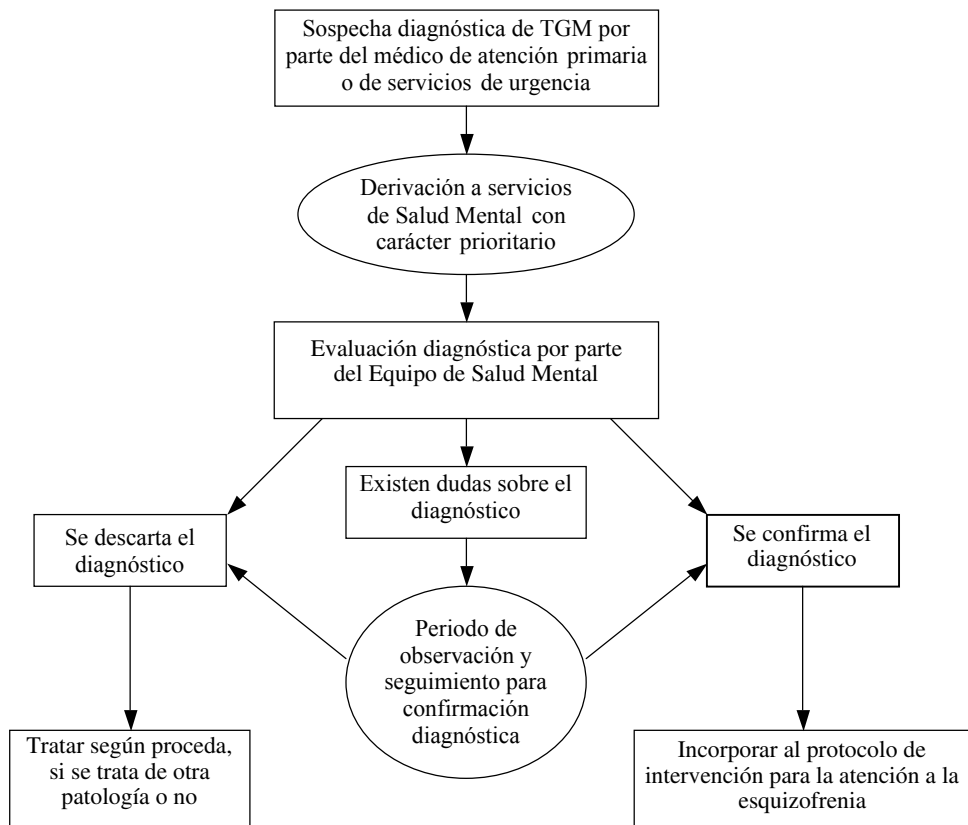 Sospecha diagnóstica de TGM por
parte del médico de atención primaria
o de servicios de urgencia
Derivación a servicios
de Salud Mental con
carácter prioritario
Evaluación diagnóstica por parte
del Equipo de Salud Mental
Existen dudas sobre el
diagnóstico
Se descarta el
diagnóstico
Se confirma el
diagnóstico
Periodo de
observación y
seguimiento para
confirmación
diagnóstica
Tratar según proceda,
si se trata de otra
patología o no
Incorporar al protocolo de
intervención para la atención a la
esquizofrenia